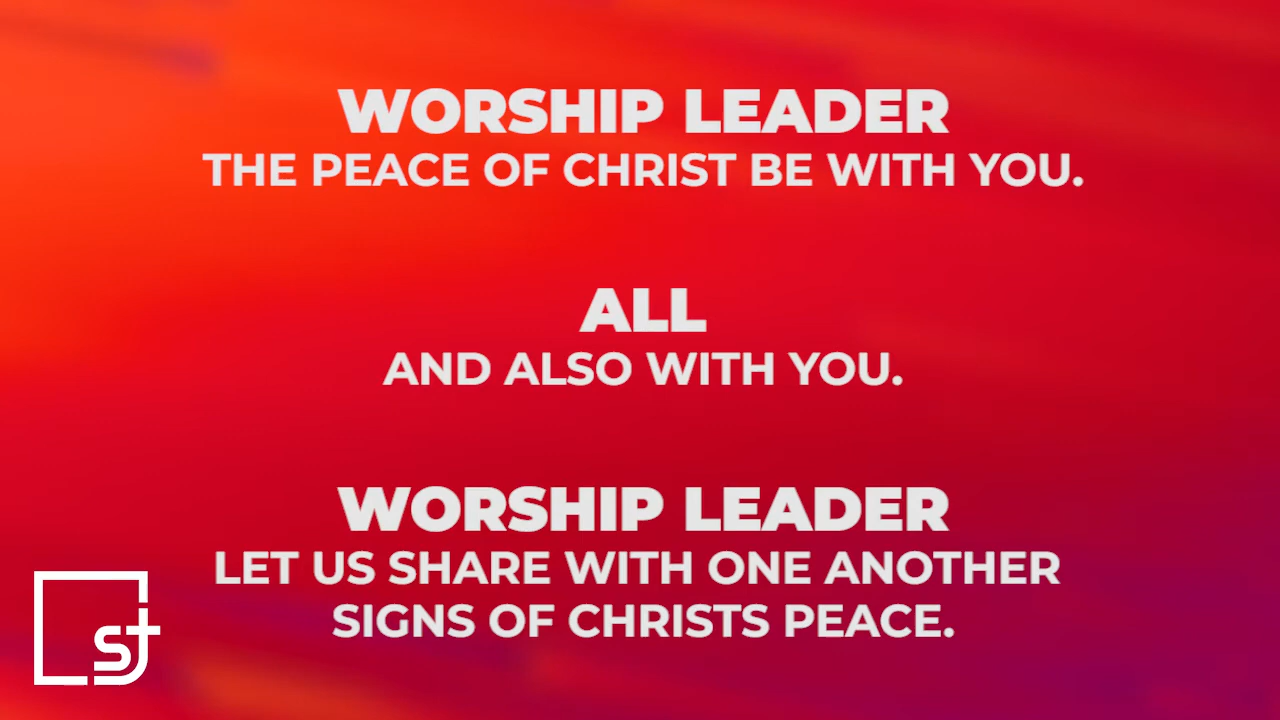 WORSHIP LEADER
THE PEACE OF CHRIST BE WITH YOU.
ALL
AND ALSO WITH YOU.
WORSHIP LEADER
LET US SHARE WITH ONE ANOTHER
SIGNS OF CHRISTS PEACE.
st